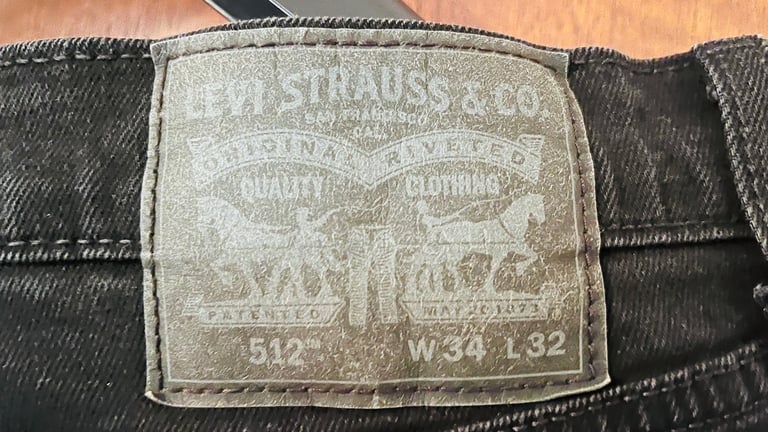 LEVI STRAUSS & CO.
SAN FRANCISCO
CAL.
ORIGINAL RIVETED
QUALITY CLOTHING
PATENTED MAY 20 1873
512™ W34 L32